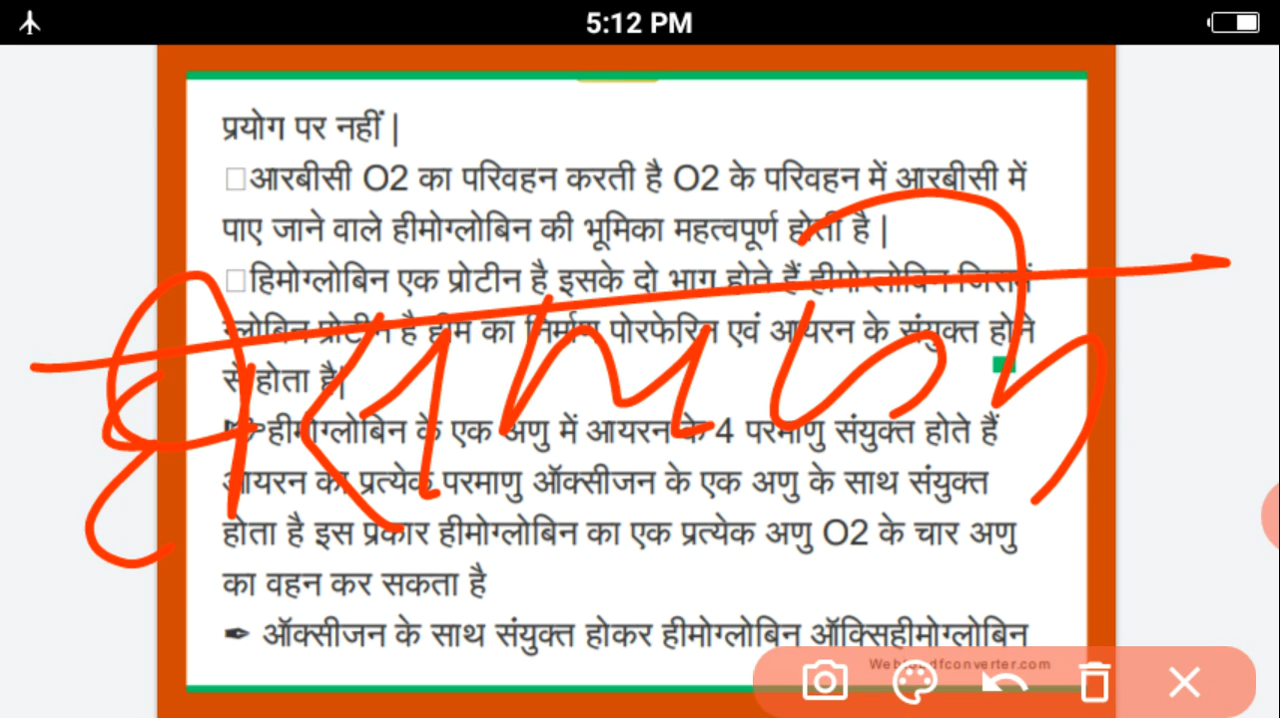 5:12 PM
प्रयोग पर नहीं |
आरबीसी O2 का परिवहन करती है O2 के परिवहन में आरबीसी में
पाए जाने वाले हीमोग्लोबिन की भूमिका महत्वपूर्ण होती है |
हिमोग्लोबिन एक प्रोटीन है इसके दो भाग होते हैं हीमोग्लोबिन जिसमें
ग्लोबिन प्रोटीन है हीम का निर्माण पोरफेरिन एवं आयरन के संयुक्त होने
से होता है|
हीमोग्लोबिन के एक अणु में आयरन के 4 परमाणु संयुक्त होते हैं
आयरन का प्रत्येक परमाणु ऑक्सीजन के एक अणु के साथ संयुक्त
होता है इस प्रकार हीमोग्लोबिन का एक प्रत्येक अणु O2 के चार अणु
का वहन कर सकता है
✒ ऑक्सीजन के साथ संयुक्त होकर हीमोग्लोबिन ऑक्सिहीमोग्लोबिन